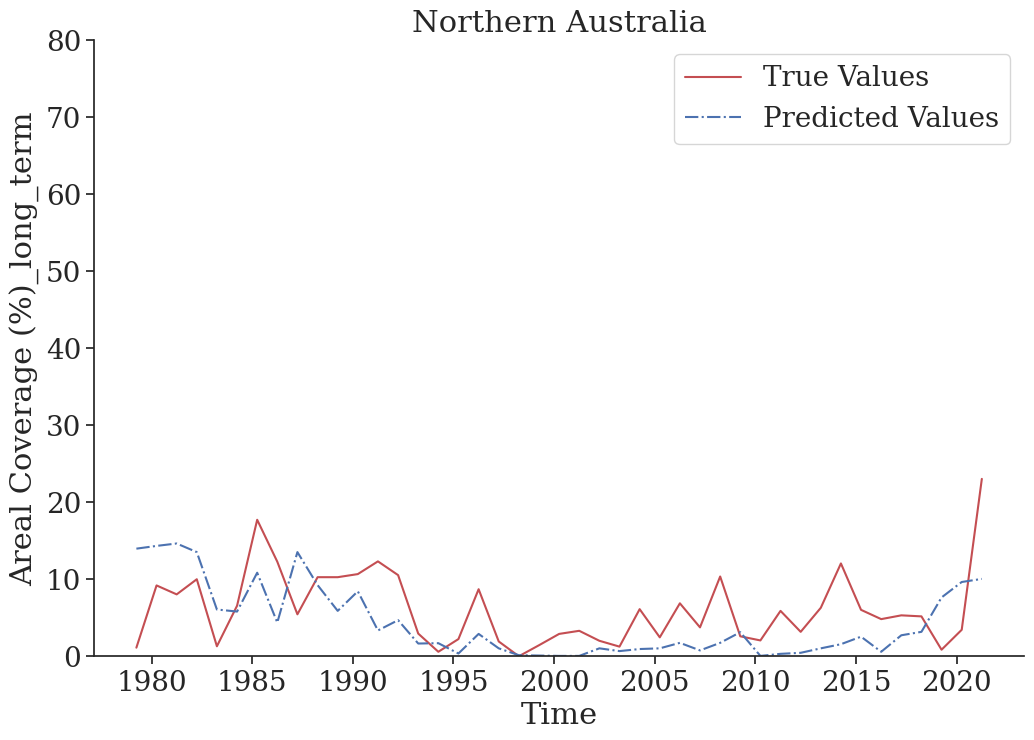 Northern Australia
True Values
Predicted Values
Areal Coverage (%)_long_term
80
70
60
50
40
30
20
10
0
1980 1985 1990 1995 2000 2005 2010 2015 2020
Time